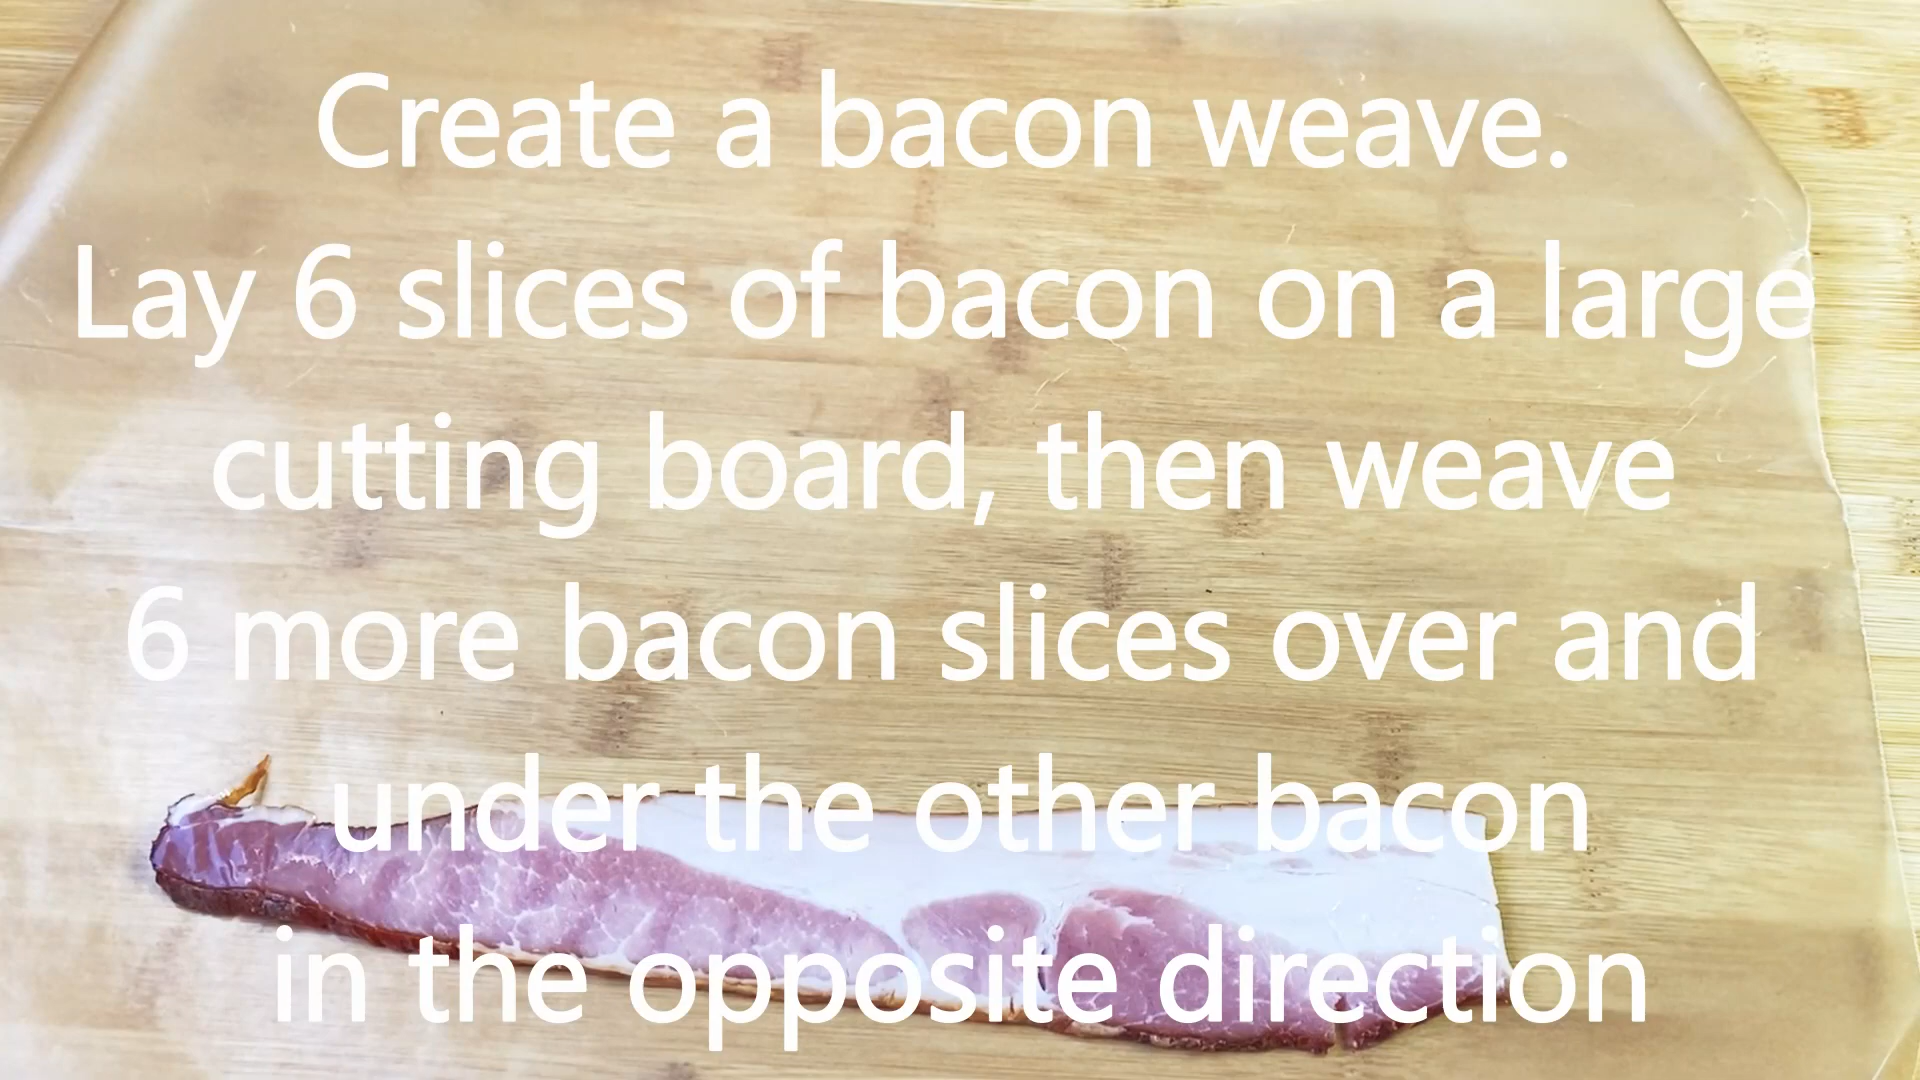 Create a bacon weave.
Lay 6 slices of bacon on a large
cutting board, then weave
6 more bacon slices over and
under the other bacon
in the opposite direction